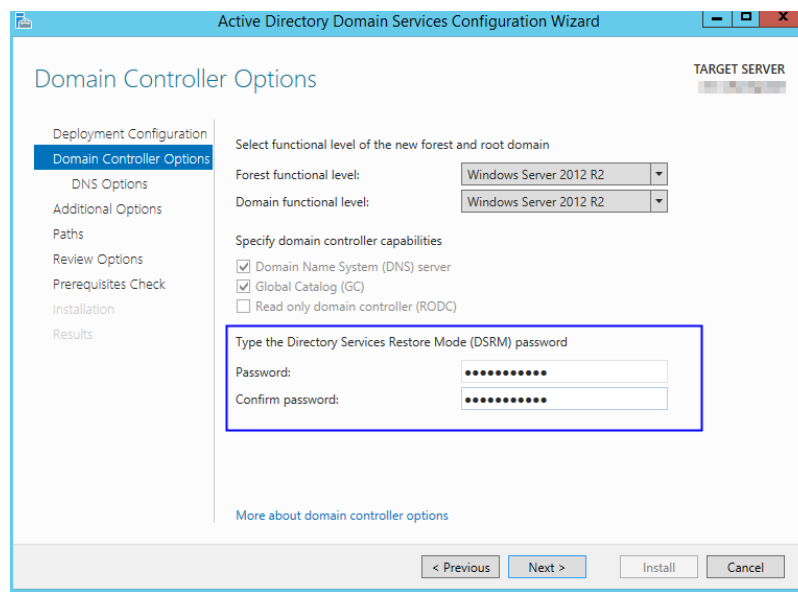 Active Directory Domain Services Configuration Wizard
Domain Controller Options
TARGET SERVER
Deployment Configuration
Domain Controller Options
DNS Options
Additional Options
Paths
Review Options
Prerequisites Check
Installation
Results
Select functional level of the new forest and root domain
Forest functional level: Windows Server 2012 R2
Domain functional level: Windows Server 2012 R2
Specify domain controller capabilities
Domain Name System (DNS) server
Global Catalog (GC)
Read only domain controller (RODC)
Type the Directory Services Restore Mode (DSRM) password
Password: •••••••••••
Confirm password: •••••••••••
More about domain controller options
< Previous Next > Install Cancel